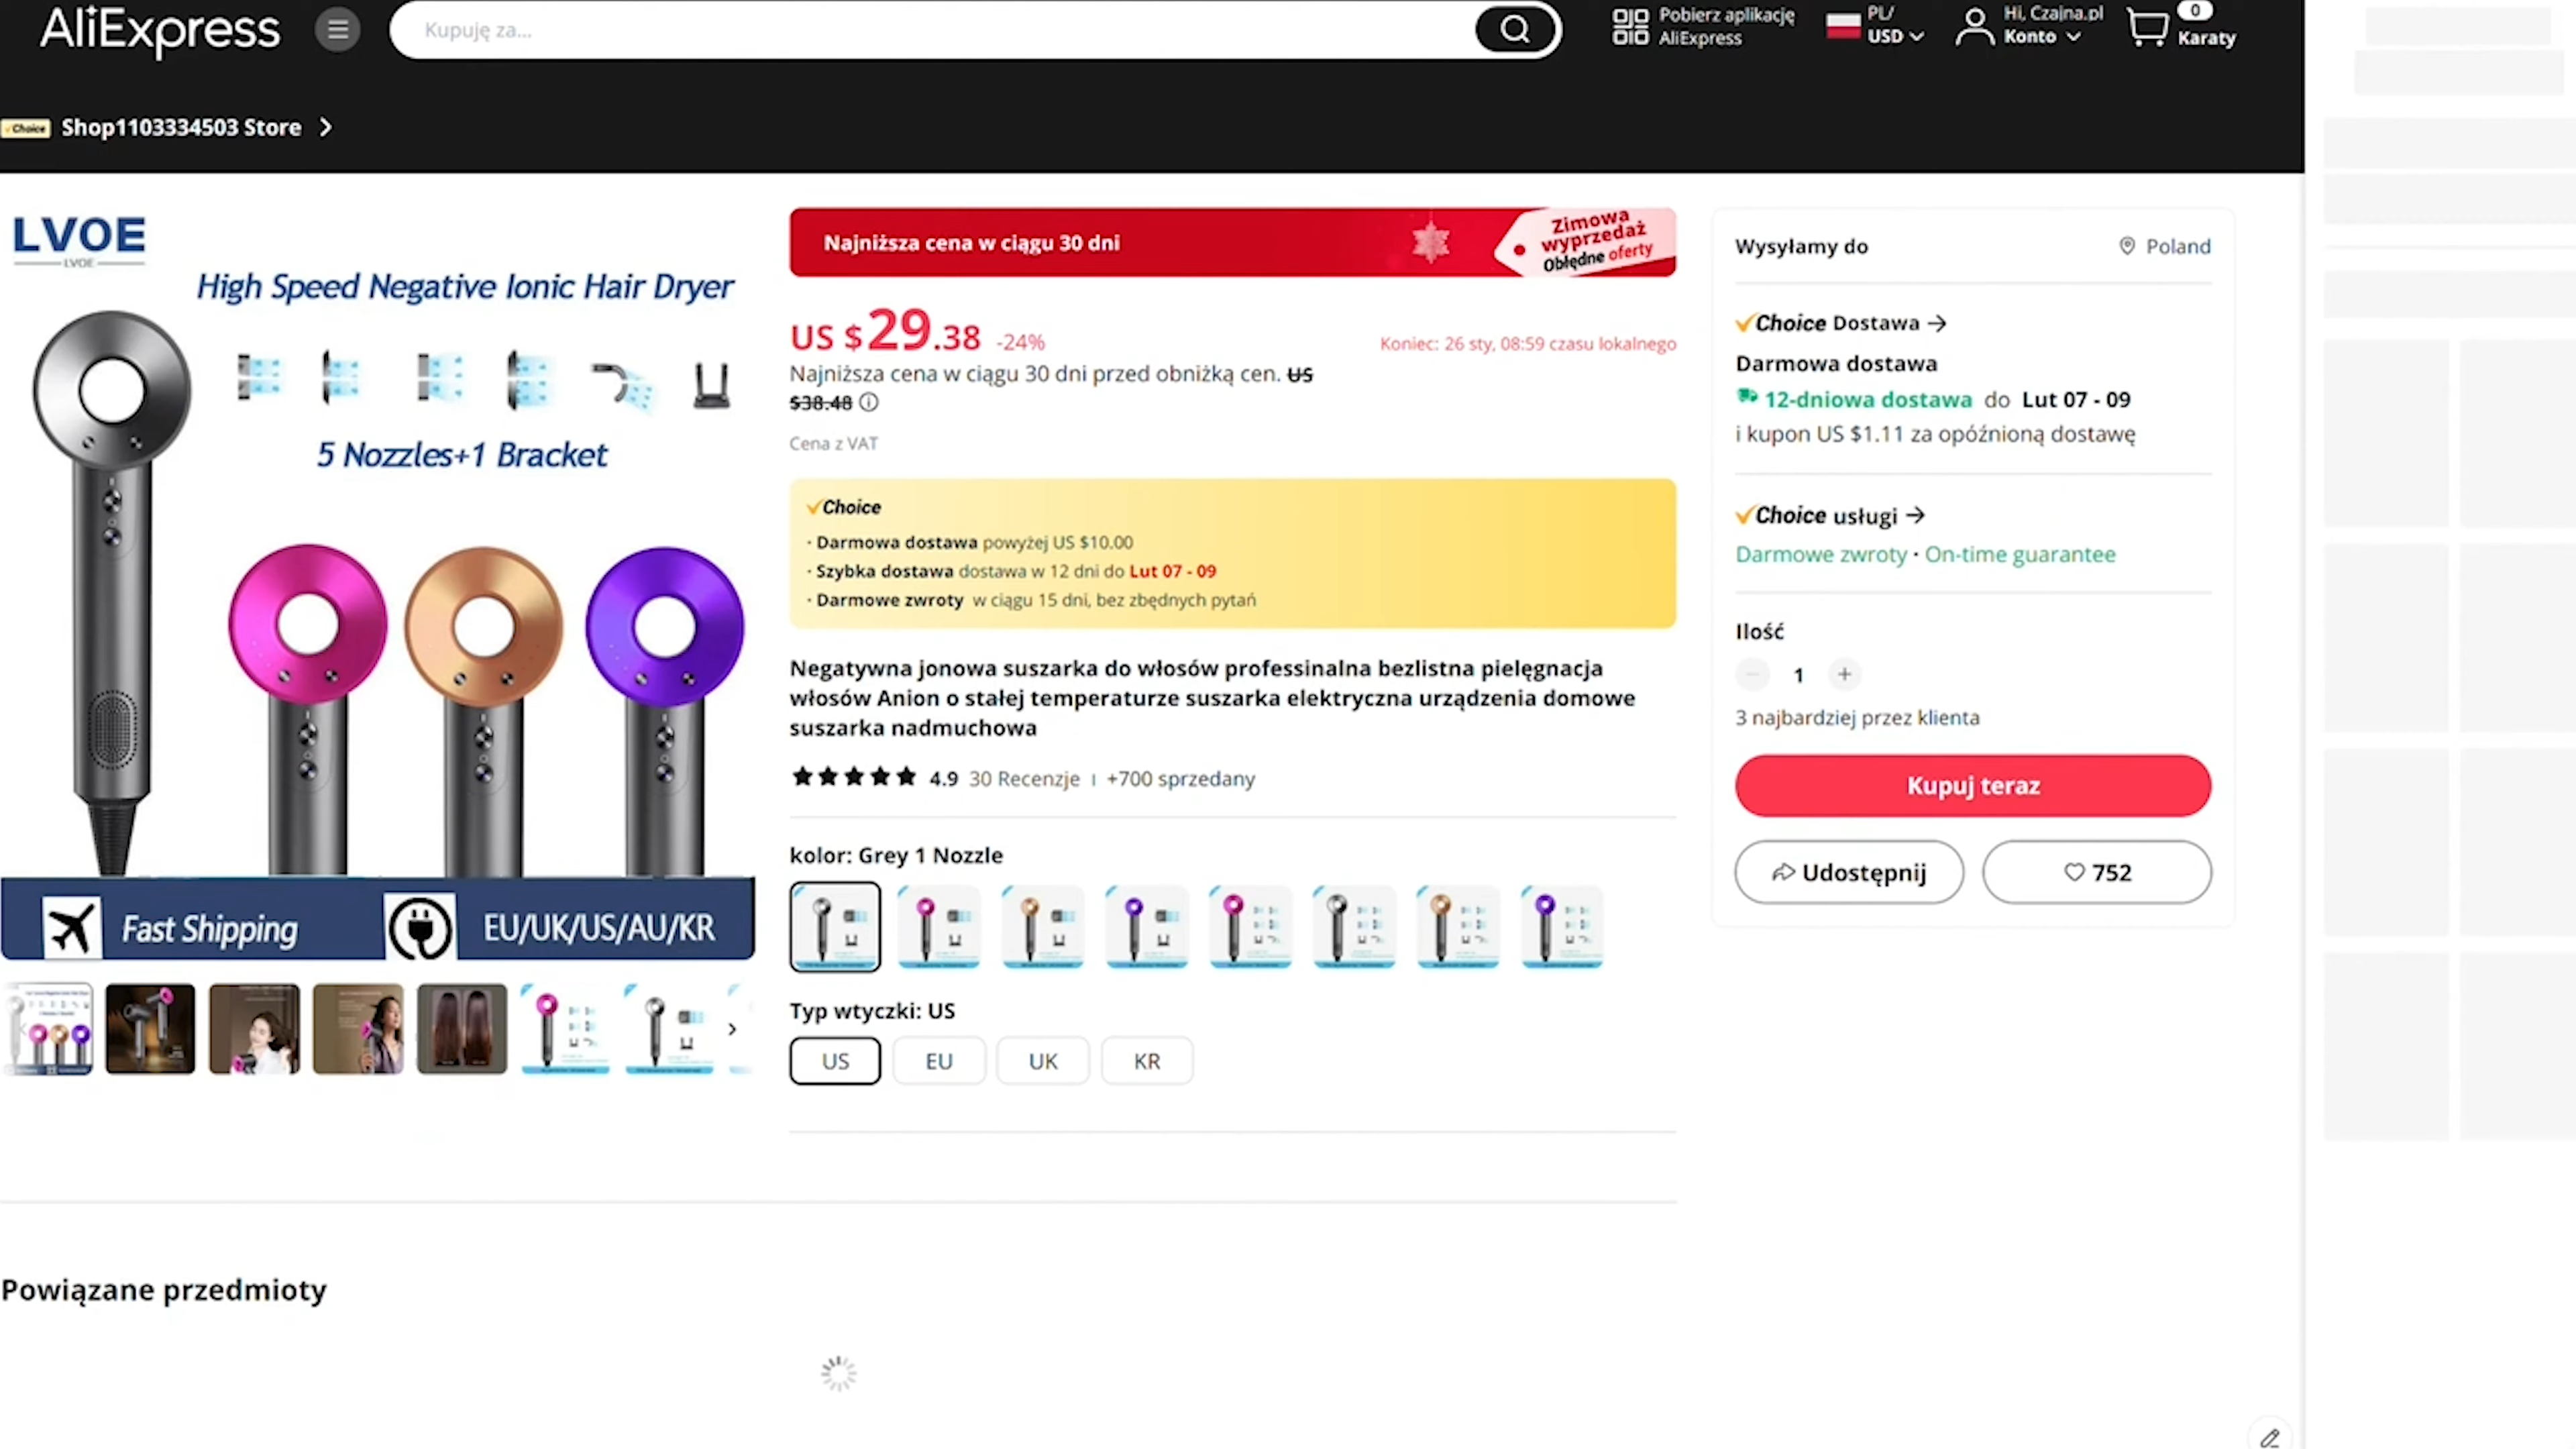 AliExpress
Kupuję za...
Pobierz aplikację
AliExpress
PL/
USD
Hi, Czajna.pl
Konto
0
Karaty
Choice
Shop1103334503 Store
LVOE
LVOE
High Speed Negative Ionic Hair Dryer
5 Nozzles+1 Bracket
Fast Shipping
EU/UK/US/AU/KR
Najniższa cena w ciągu 30 dni
Zimowa
wyprzedaż
Obłędne oferty
US $29.38 -24%
Koniec: 26 sty, 08:59 czasu lokalnego
Najniższa cena w ciągu 30 dni przed obniżką cen. US
$38.48
Cena z VAT
Choice
· Darmowa dostawa powyżej US $10.00
· Szybka dostawa dostawa w 12 dni do Lut 07 - 09
· Darmowe zwroty w ciągu 15 dni, bez zbędnych pytań
Negatywna jonowa suszarka do włosów professinalna bezlistna pielęgnacja
włosów Anion o stałej temperaturze suszarka elektryczna urządzenia domowe
suszarka nadmuchowa
4.9 30 Recenzje | +700 sprzedany
kolor: Grey 1 Nozzle
Typ wtyczki: US
US
EU
UK
KR
Wysyłamy do
Poland
Choice Dostawa
Darmowa dostawa
12-dniowa dostawa do Lut 07 - 09
i kupon US $1.11 za opóźnioną dostawę
Choice usługi
Darmowe zwroty · On-time guarantee
Ilość
1
3 najbardziej przez klienta
Kupuj teraz
Udostępnij
752
Powiązane przedmioty